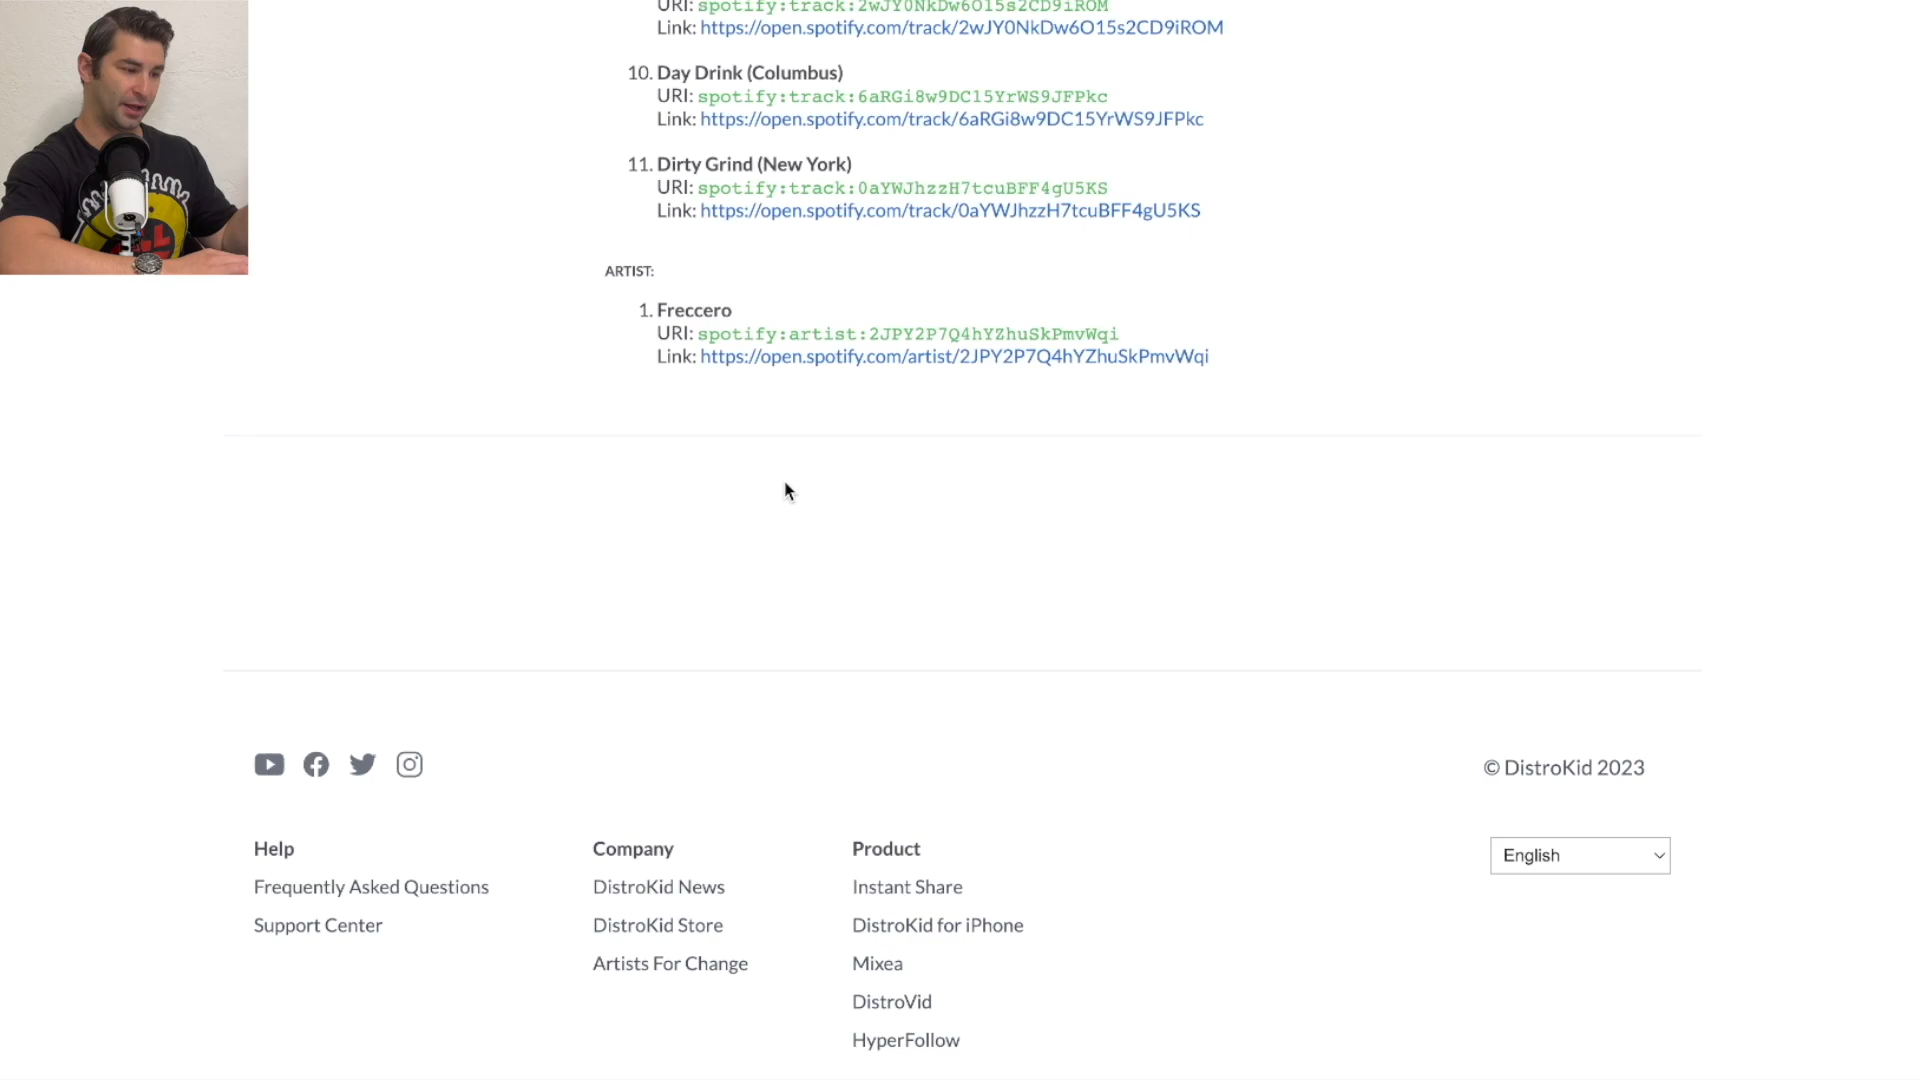 URI: spotify:track:2wJY0NkDw6O15s2CD9iROM
Link: https://open.spotify.com/track/2wJY0NkDw6O15s2CD9iROM
10. Day Drink (Columbus)
URI: spotify:track:6aRGi8w9DC15YrWS9JFPkc
Link: https://open.spotify.com/track/6aRGi8w9DC15YrWS9JFPkc
11. Dirty Grind (New York)
URI: spotify:track:0aYWJhzzH7tcuBFF4gU5KS
Link: https://open.spotify.com/track/0aYWJhzzH7tcuBFF4gU5KS
ARTIST:
1. Freccero
URI: spotify:artist:2JPY2P7Q4hYZhuSkPmvWqi
Link: https://open.spotify.com/artist/2JPY2P7Q4hYZhuSkPmvWqi
© DistroKid 2023
Help
Frequently Asked Questions
Support Center
Company
DistroKid News
DistroKid Store
Artists For Change
Product
Instant Share
DistroKid for iPhone
Mixea
DistroVid
HyperFollow
English